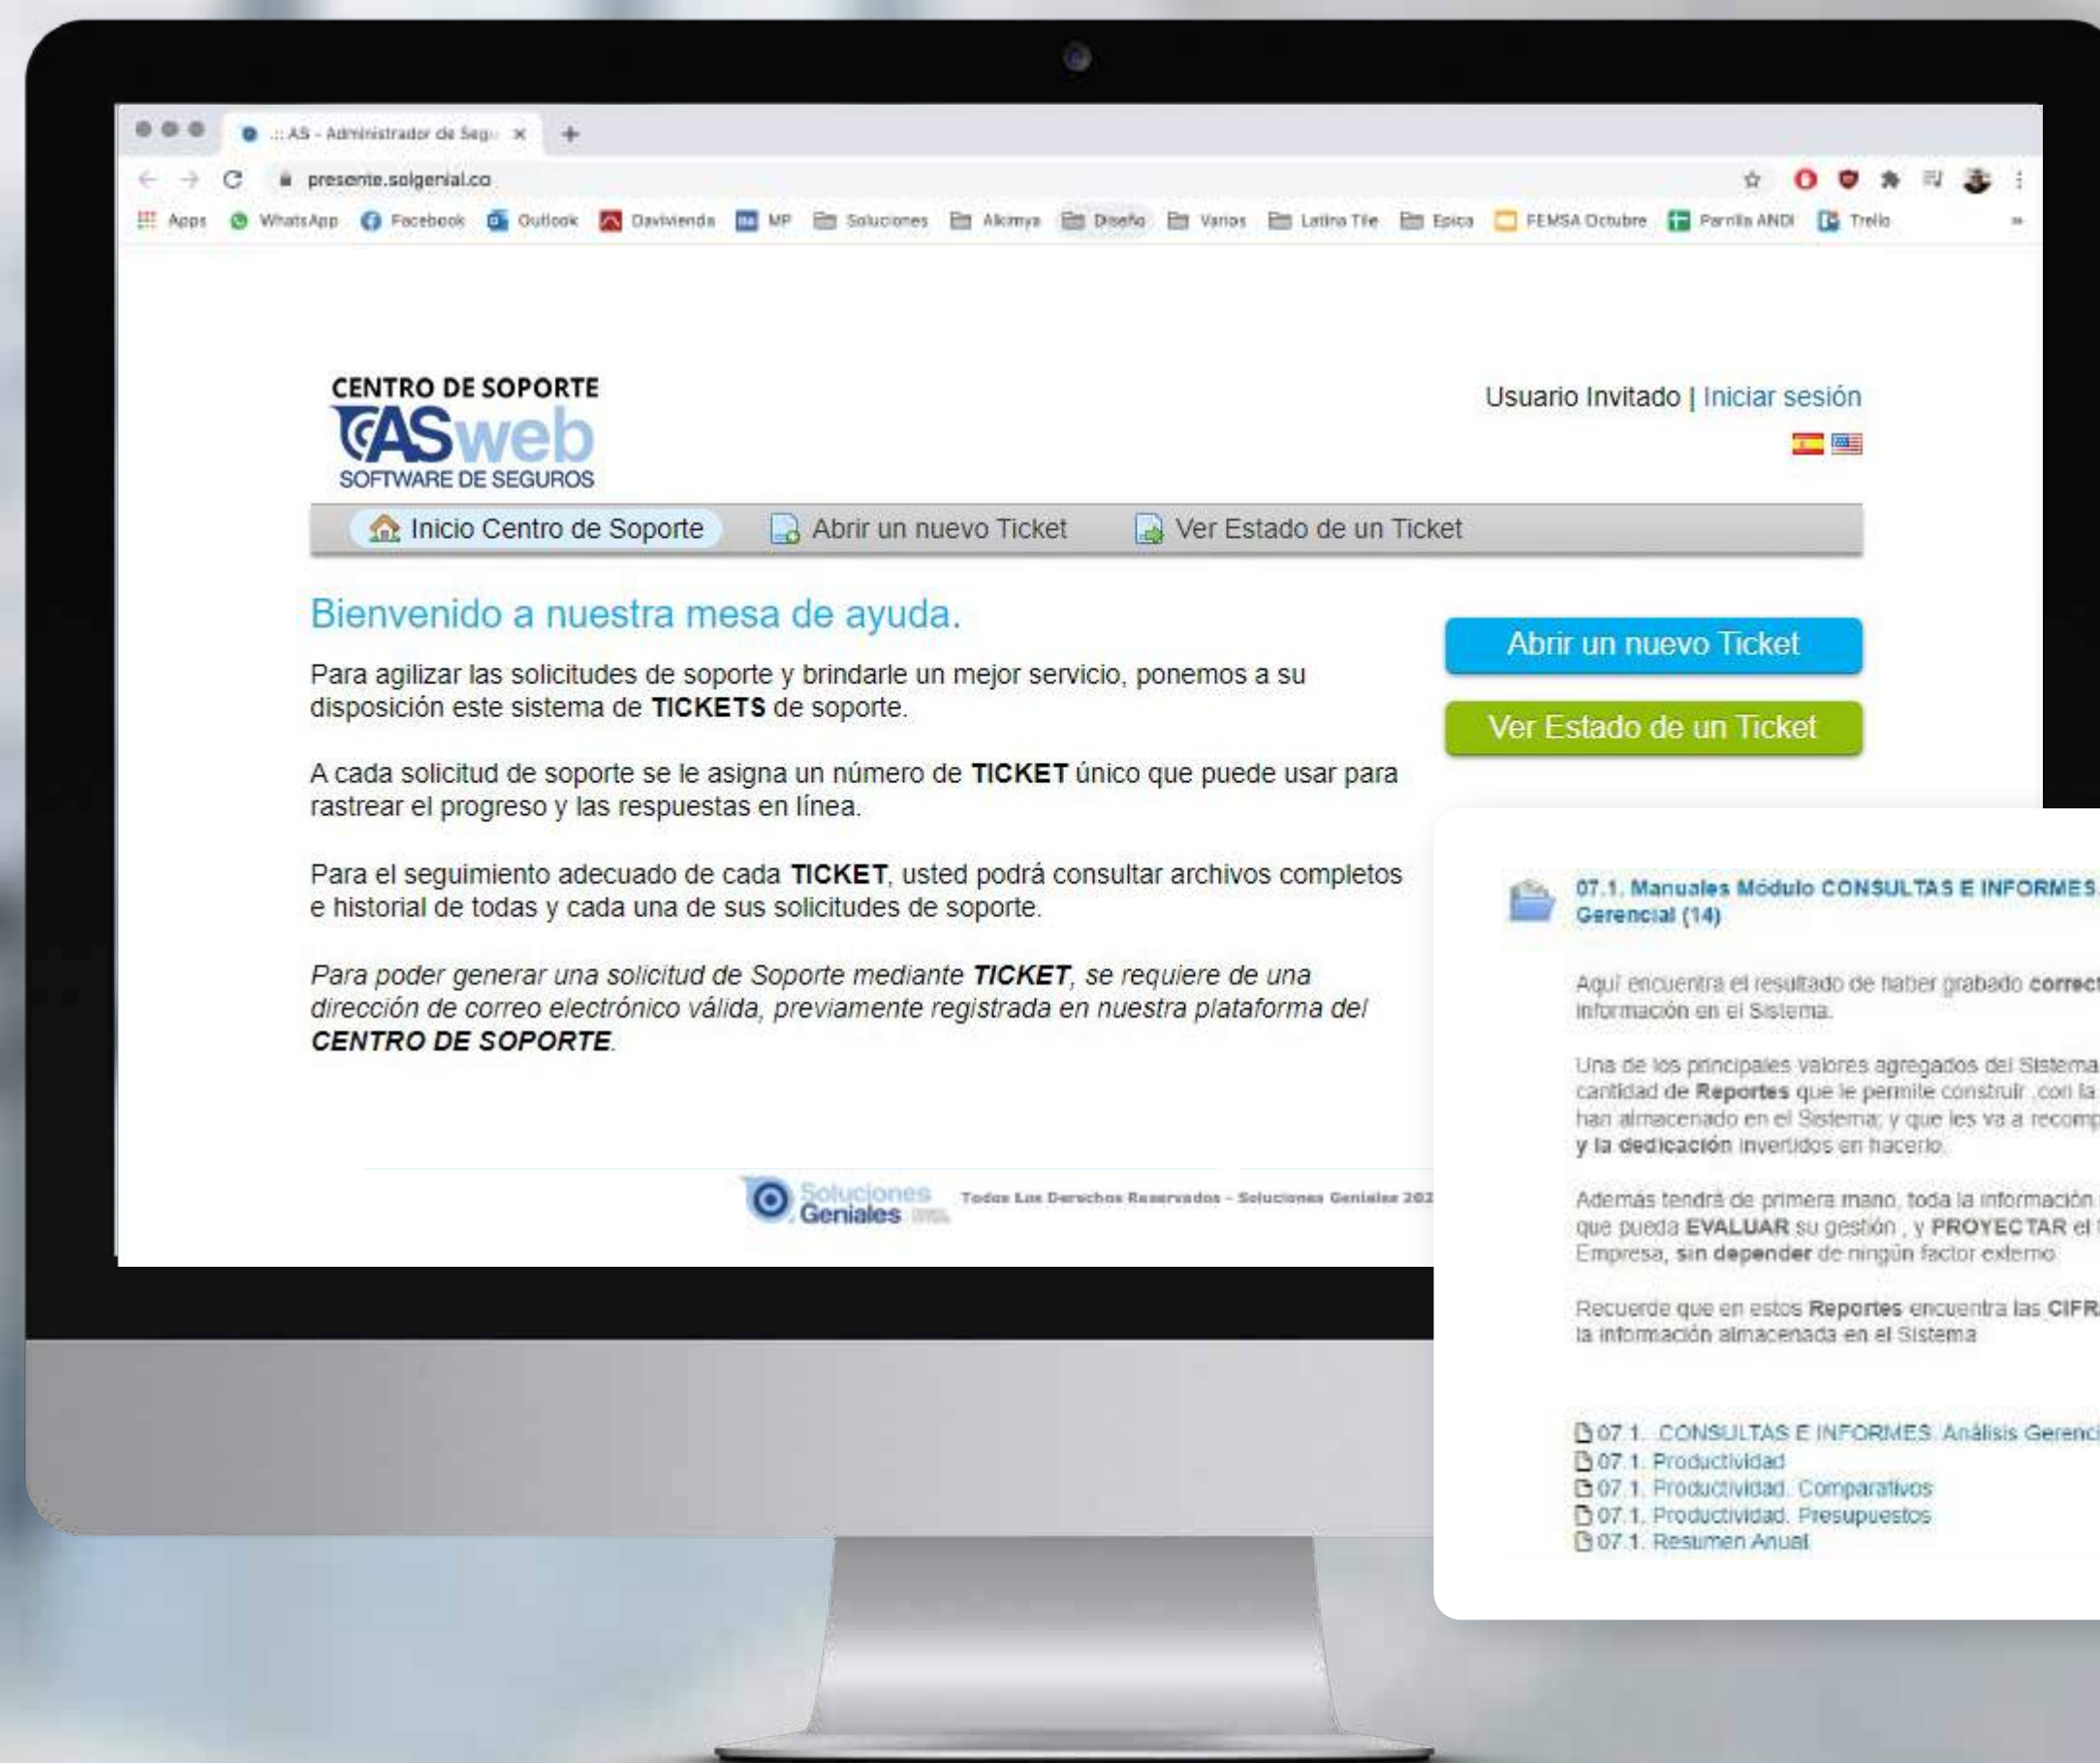 .:: AS - Administrador de Segu
presente.solgenial.co
Apps WhatsApp Facebook Outlook Davivienda MP Soluciones Alkimya Diseño Varios Latina Tile Epica FEMSA Octubre Parrilla ANDI Trello
CENTRO DE SOPORTE
ASweb
SOFTWARE DE SEGUROS
Usuario Invitado | Iniciar sesión
Inicio Centro de Soporte Abrir un nuevo Ticket Ver Estado de un Ticket
Bienvenido a nuestra mesa de ayuda.
Para agilizar las solicitudes de soporte y brindarle un mejor servicio, ponemos a su
disposición este sistema de TICKETS de soporte.
A cada solicitud de soporte se le asigna un número de TICKET único que puede usar para
rastrear el progreso y las respuestas en línea.
Para el seguimiento adecuado de cada TICKET, usted podrá consultar archivos completos
e historial de todas y cada una de sus solicitudes de soporte.
Para poder generar una solicitud de Soporte mediante TICKET, se requiere de una
dirección de correo electrónico válida, previamente registrada en nuestra plataforma del
CENTRO DE SOPORTE.
Abrir un nuevo Ticket
Ver Estado de un Ticket
Soluciones
Geniales
Todos Los Derechos Reservados - Soluciones Geniales 202
07.1. Manuales Módulo CONSULTAS E INFORMES.
Gerencial (14)
Aquí encuentra el resultado de haber grabado correct
información en el Sistema.
Una de los principales valores agregados del Sistema
cantidad de Reportes que le permite construir ,con la
han almacenado en el Sistema; y que les va a recomp
y la dedicación invertidos en hacerlo.
Además tendrá de primera mano, toda la información
que pueda EVALUAR su gestión , y PROYECTAR el
Empresa, sin depender de ningún factor externo.
Recuerde que en estos Reportes encuentra las CIFRA
la información almacenada en el Sistema
07.1. .CONSULTAS E INFORMES. Análisis Gerenci
07.1. Productividad
07.1. Productividad. Comparativos
07.1. Productividad. Presupuestos
07.1. Resumen Anual